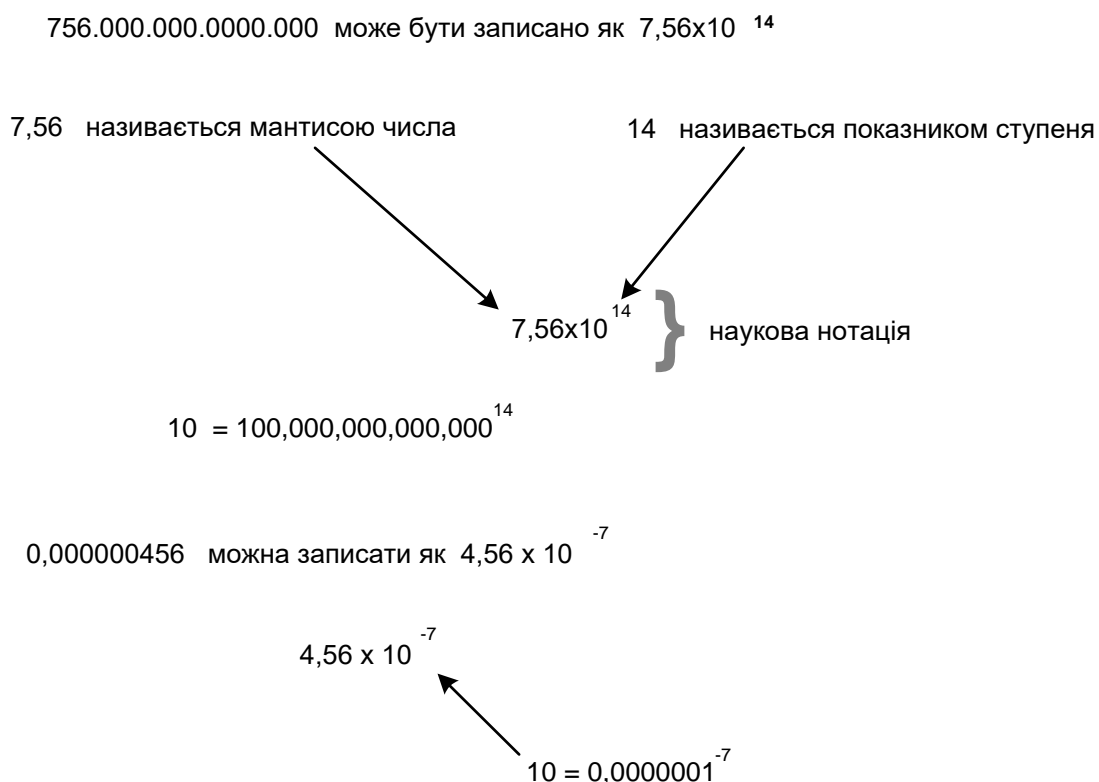 756.000.000.0000.000 може бути записано як 7,56x10 14
7,56 називається мантисою числа
14 називається показником ступеня
7,56x10 14 } наукова нотація
10 = 100,000,000,000,000 14
0,000000456 можна записати як 4,56 x 10 -7
4,56 x 10 -7
10 = 0,0000001 -7